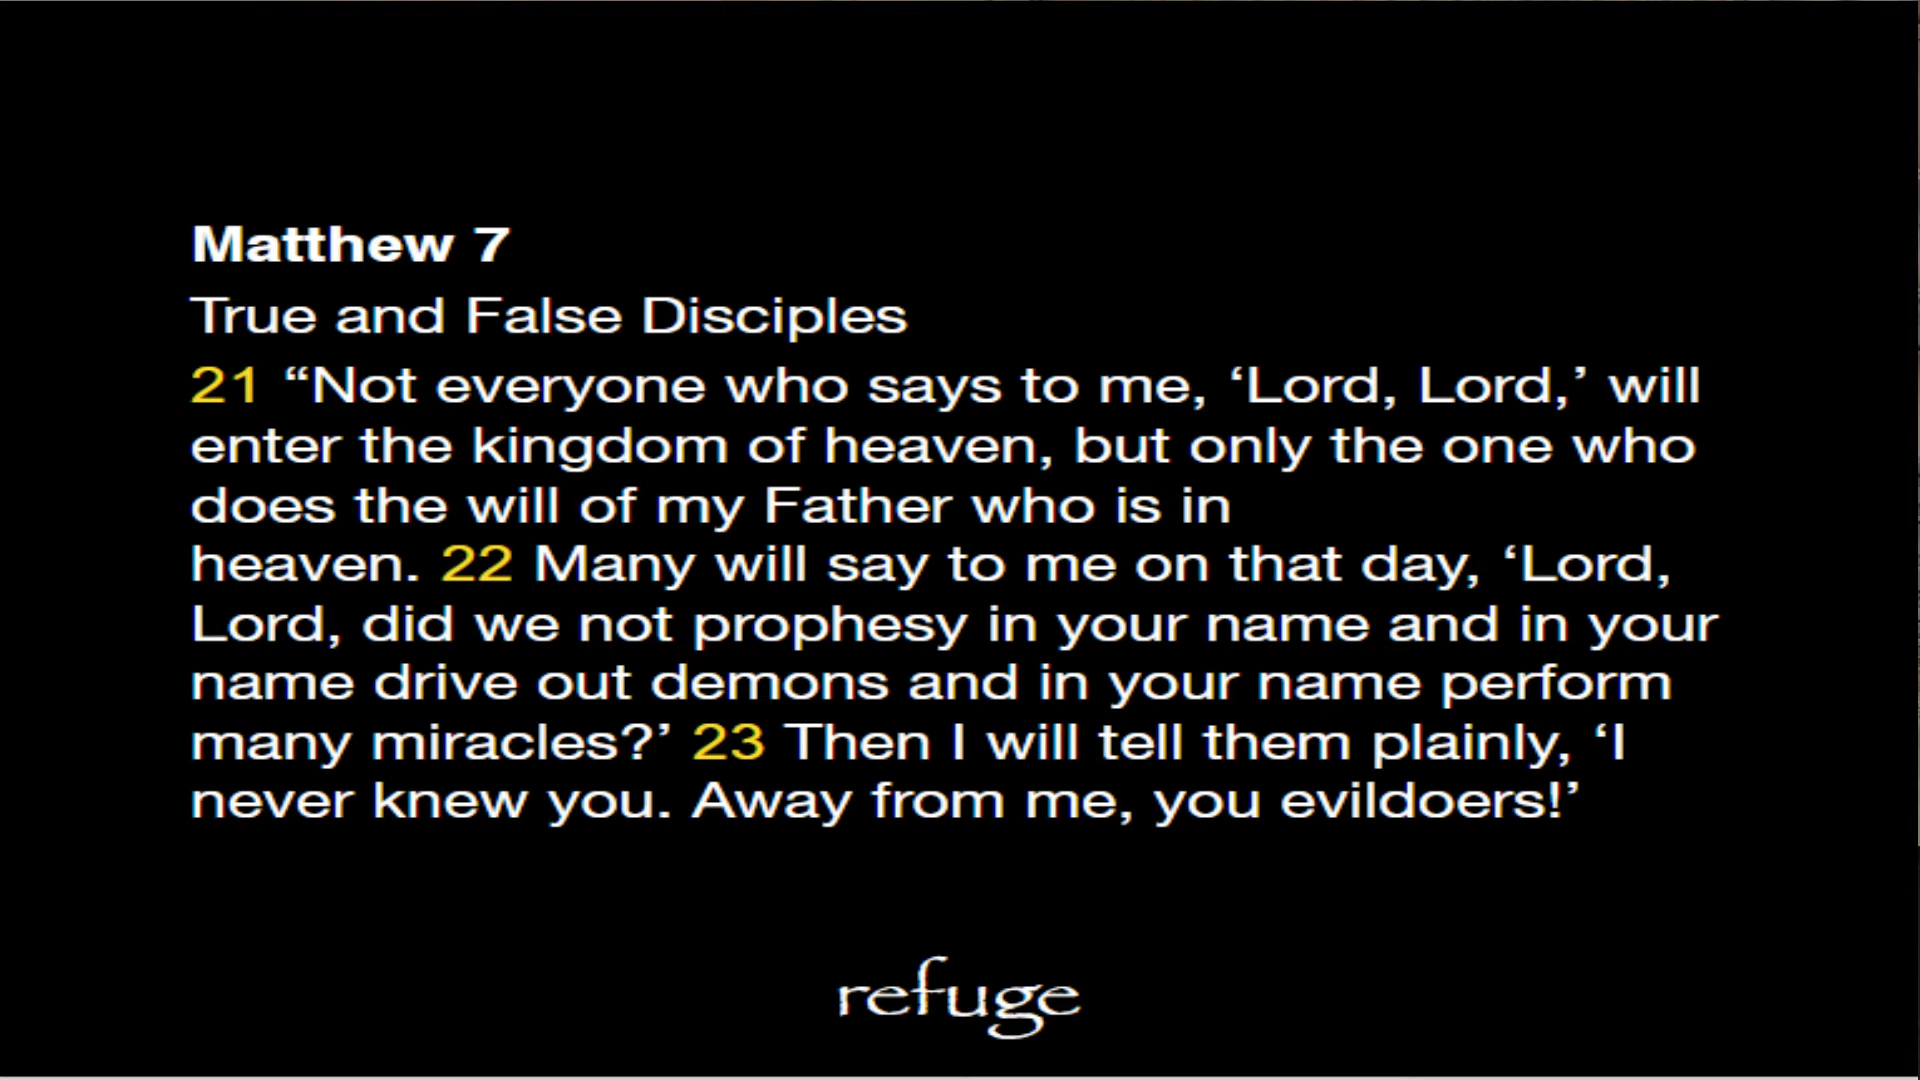 Matthew 7
True and False Disciples
21 “Not everyone who says to me, ‘Lord, Lord,’ will
enter the kingdom of heaven, but only the one who
does the will of my Father who is in
heaven. 22 Many will say to me on that day, ‘Lord,
Lord, did we not prophesy in your name and in your
name drive out demons and in your name perform
many miracles?’ 23 Then I will tell them plainly, ‘I
never knew you. Away from me, you evildoers!’
refuge